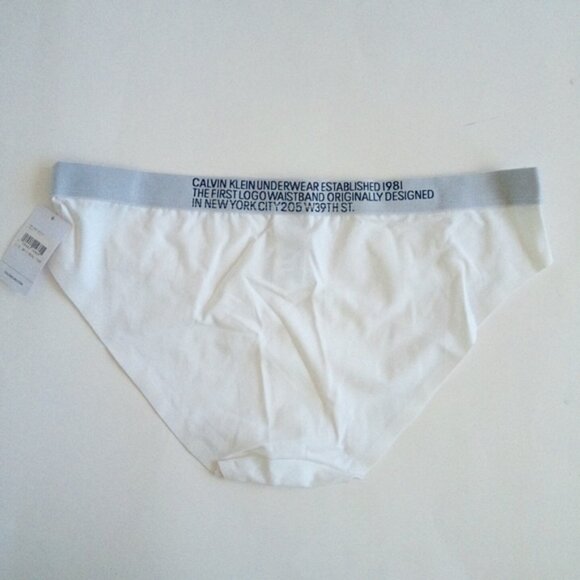 CALVIN KLEIN UNDERWEAR ESTABLISHED 1981
THE FIRST LOGO WAISTBAND ORIGINALLY DESIGNED
IN NEW YORK CITY 205 W39TH ST.